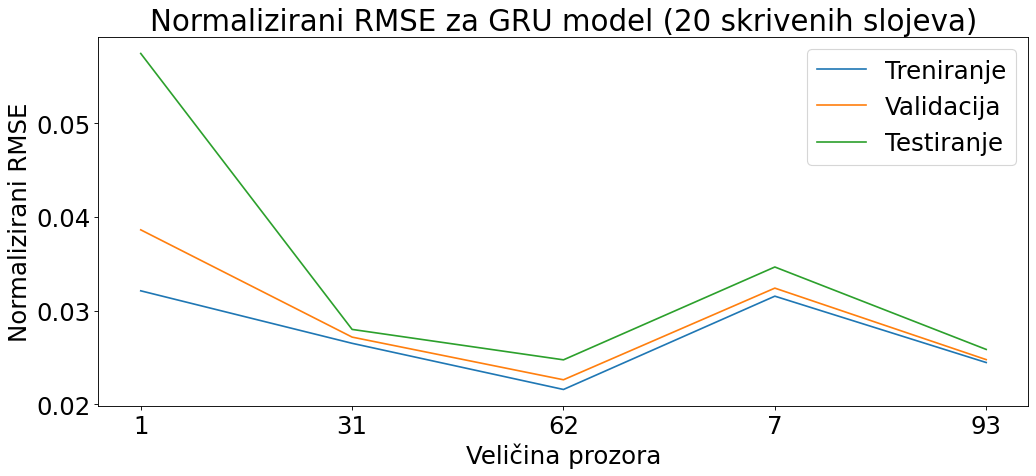 Normalizirani RMSE za GRU model (20 skrivenih slojeva)
Treniranje
Validacija
Testiranje
Normalizirani RMSE
0.05
0.04
0.03
0.02
1 31 62 7 93
Veličina prozora